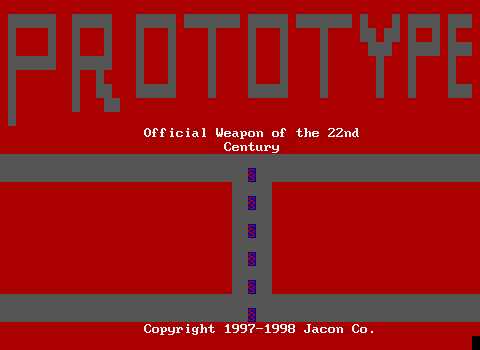 PROTOTYPE
Official Weapon of the 22nd
Century
Copyright 1997-1998 Jacon Co.